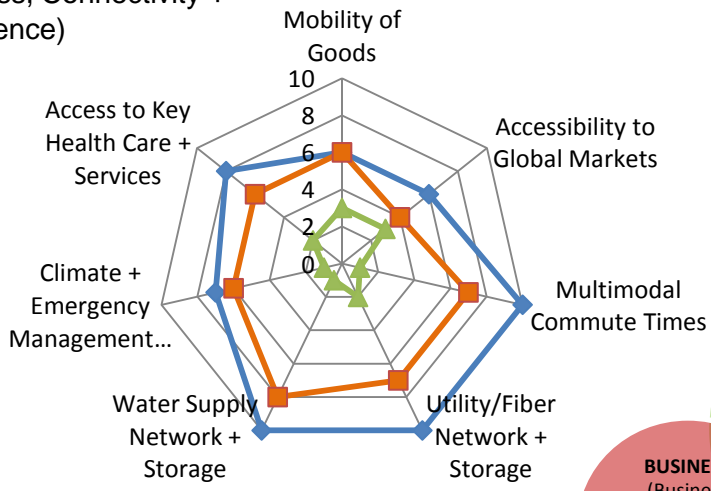 Mobility of
Goods
10
8
6
4
2
0
Accessibility to
Global Markets
Multimodal
Commute Times
Utility/Fiber
Network +
Storage
Water Supply
Network +
Storage
Climate +
Emergency
Management…
Access to Key
Health Care +
Services